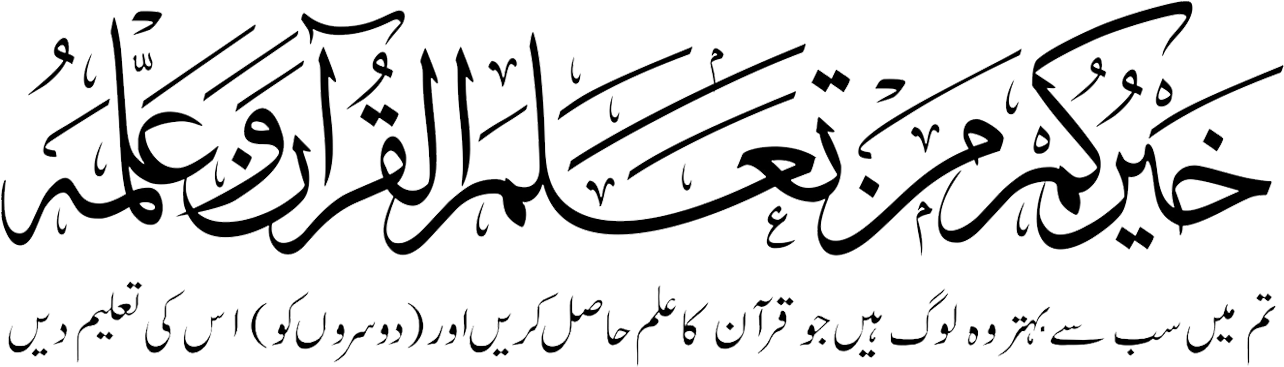 خَيْرُكُمْ مَنْ تَعَلَّمَ الْقُرْآنَ وَعَلَّمَهُ
تم میں سب سے بہتر وہ لوگ ہیں جو قرآن کا علم حاصل کریں اور (دوسروں کو) اس کی تعلیم دیں